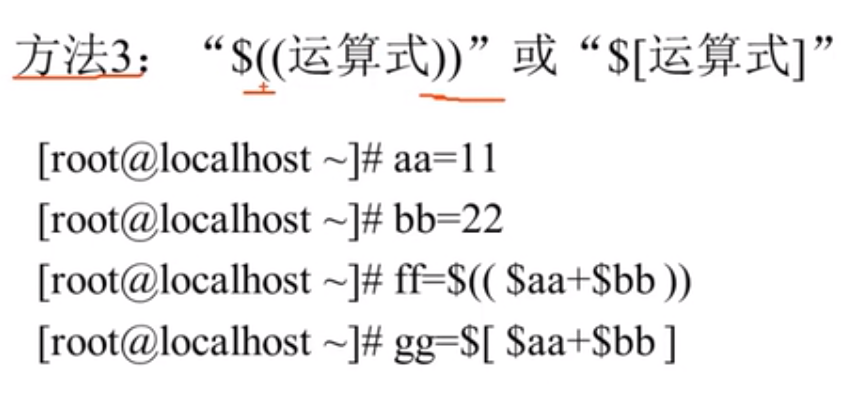 方法3： “$((运算式))” 或 “$[运算式]”
[root@localhost ~]# aa=11
[root@localhost ~]# bb=22
[root@localhost ~]# ff=$(( $aa+$bb ))
[root@localhost ~]# gg=$[ $aa+$bb ]